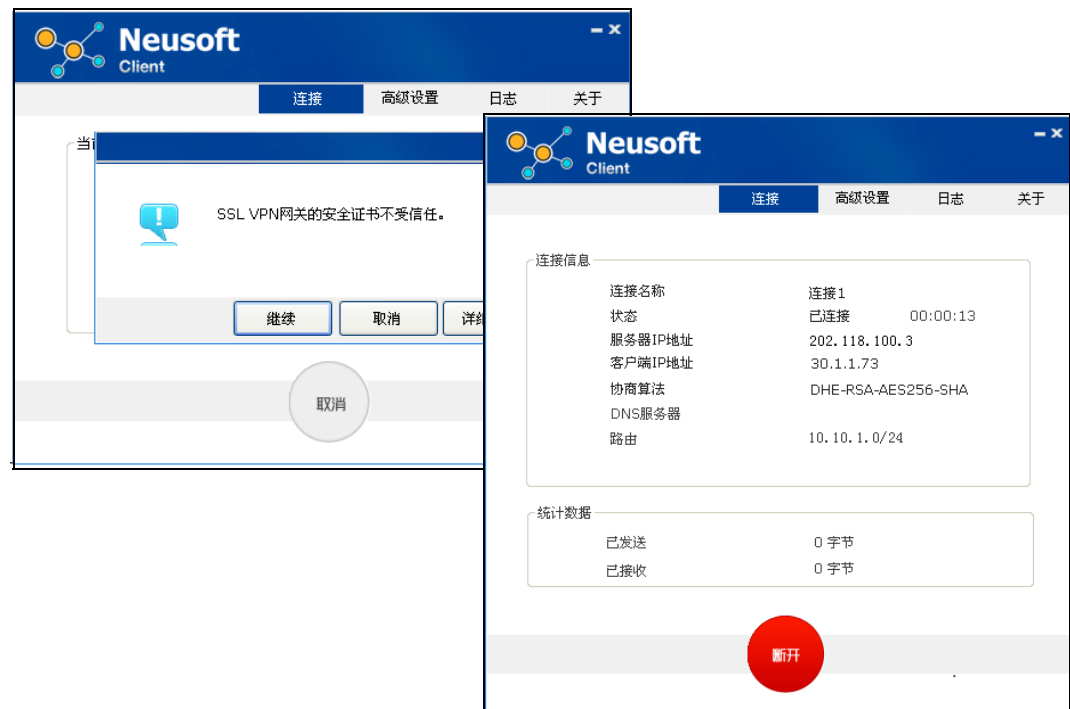 Neusoft
Client
连接 高级设置 日志 关于
SSL VPN网关的安全证书不受信任。
继续 取消
取消
Neusoft
Client
连接 高级设置 日志 关于
连接信息
连接名称 连接1
状态 已连接 00:00:13
服务器IP地址 202.118.100.3
客户端IP地址 30.1.1.73
协商算法 DHE-RSA-AES256-SHA
DNS服务器
路由 10.10.1.0/24
统计数据
已发送 0 字节
已接收 0 字节
断开